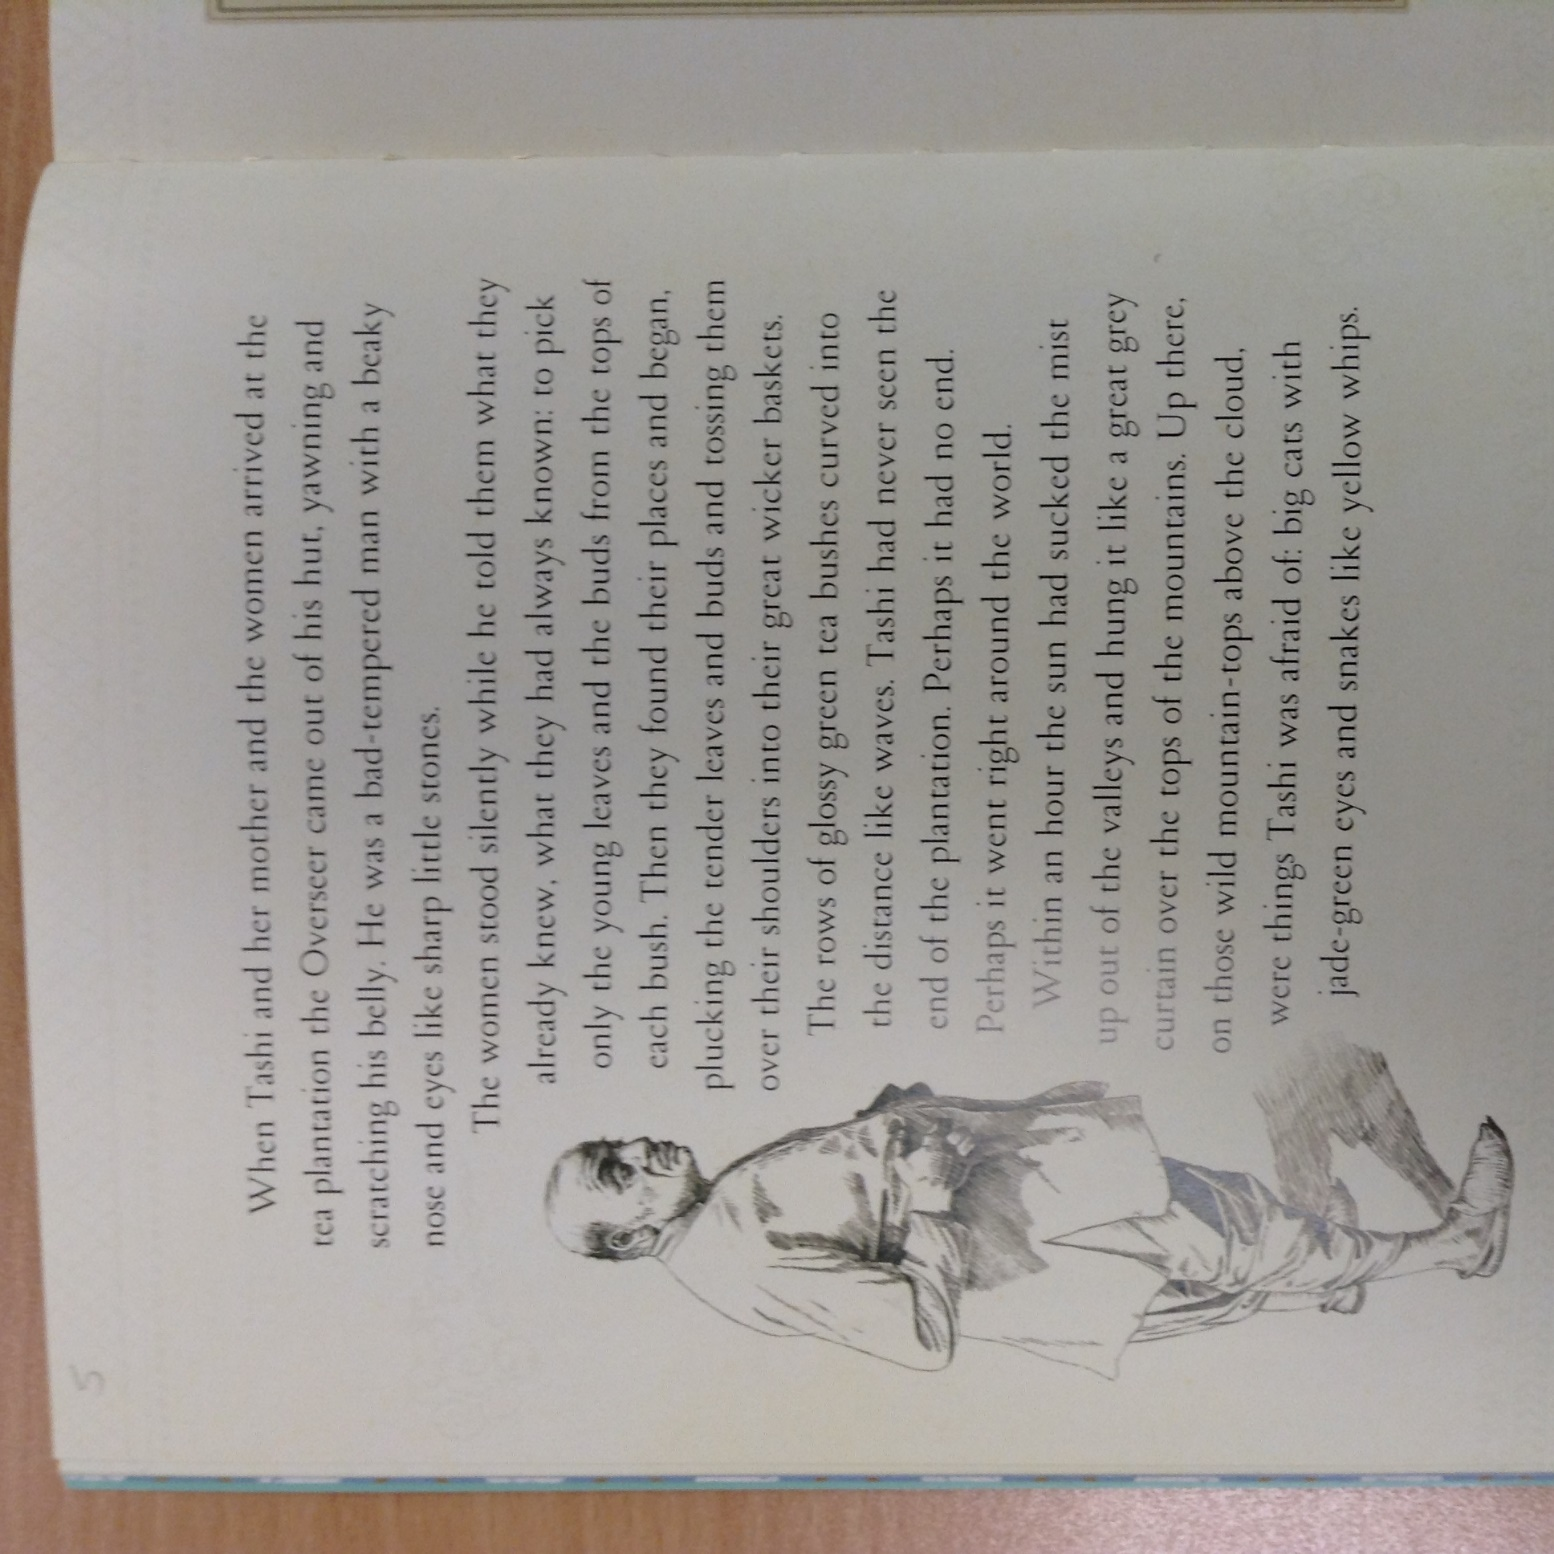 5
When Tashi and her mother and the women arrived at the
tea plantation the Overseer came out of his hut, yawning and
scratching his belly. He was a bad-tempered man with a beaky
nose and eyes like sharp little stones.
The women stood silently while he told them what they
already knew, what they had always known: to pick
only the young leaves and the buds from the tops of
each bush. Then they found their places and began,
plucking the tender leaves and buds and tossing them
over their shoulders into their great wicker baskets.
The rows of glossy green tea bushes curved into
the distance like waves. Tashi had never seen the
end of the plantation. Perhaps it had no end.
Perhaps it went right around the world.
Within an hour the sun had sucked the mist
up out of the valleys and hung it like a great grey
curtain over the tops of the mountains. Up there,
on those wild mountain-tops above the cloud,
were things Tashi was afraid of: big cats with
jade-green eyes and snakes like yellow whips.